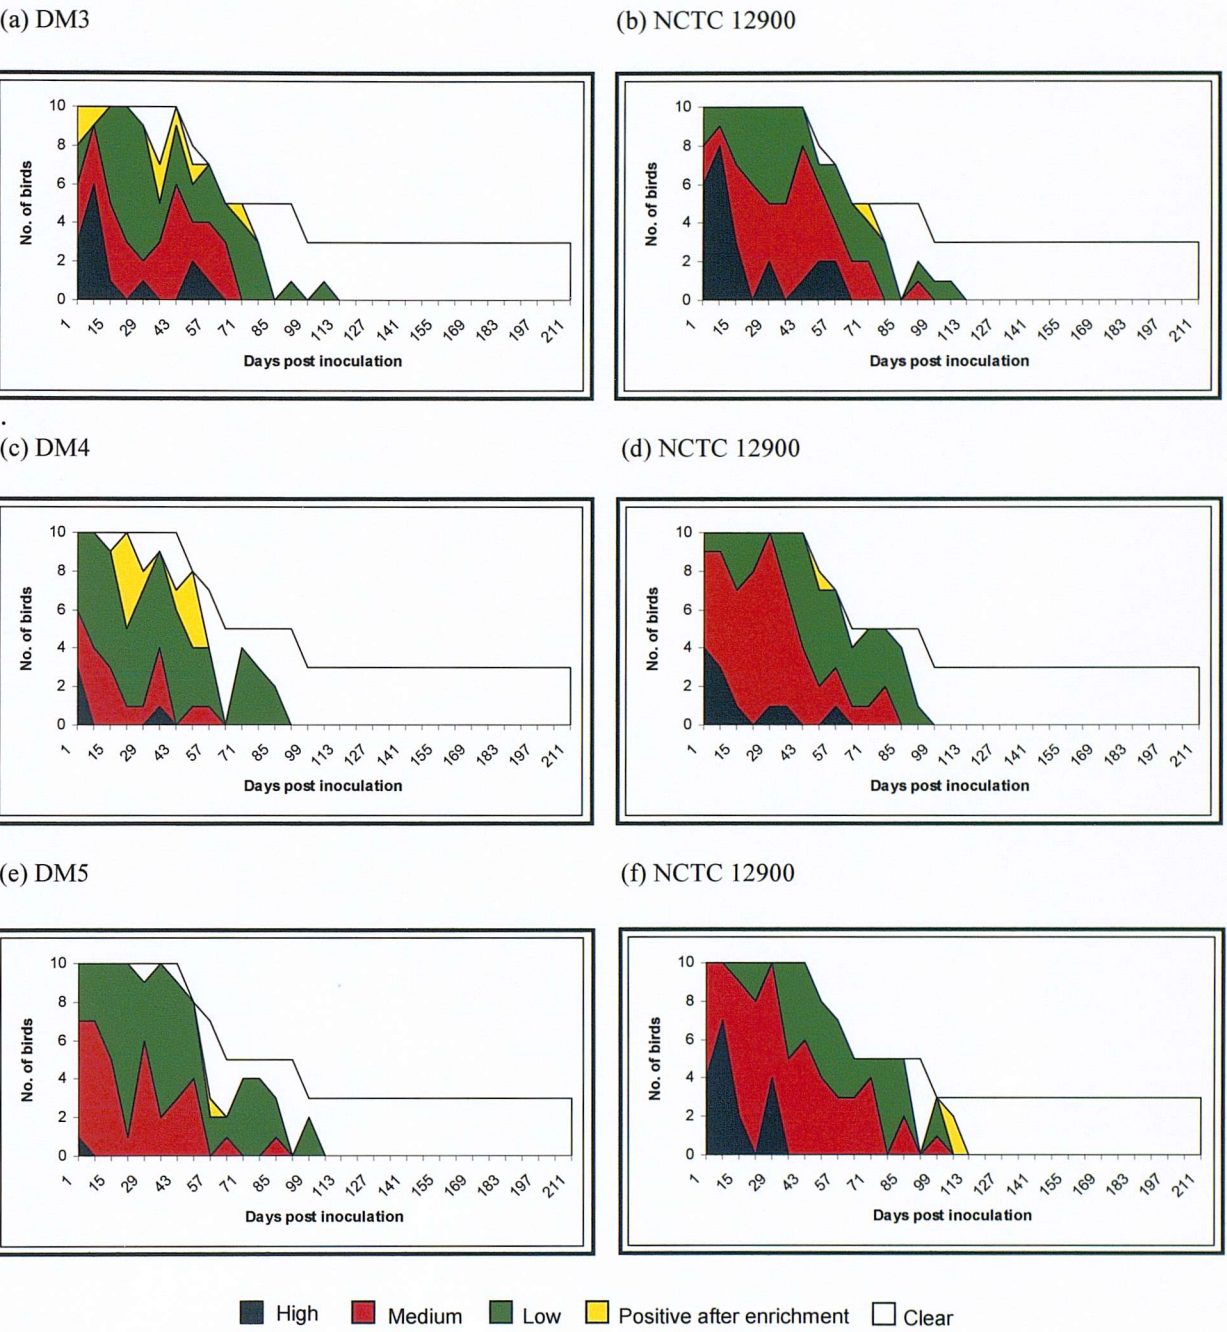 (a) DM3
(b) NCTC 12900
No. of birds
10
8
6
4
2
0
1 15 29 43 57 71 85 99 113 127 141 155 169 183 197 211
Days post inoculation
No. of birds
10
8
6
4
2
0
1 15 29 43 57 71 85 99 113 127 141 155 169 183 197 211
Days post inoculation
.
(c) DM4
(d) NCTC 12900
No. of birds
10
8
6
4
2
0
1 15 29 43 57 71 85 99 113 127 141 155 169 183 197 211
Days post inoculation
No. of birds
10
8
6
4
2
0
1 15 29 43 57 71 85 99 113 127 141 155 169 183 197 211
Days post inoculation
(e) DM5
(f) NCTC 12900
No. of birds
10
8
6
4
2
0
1 15 29 43 57 71 85 99 113 127 141 155 169 183 197 211
Days post inoculation
No. of birds
10
8
6
4
2
0
1 15 29 43 57 71 85 99 113 127 141 155 169 183 197 211
Days post inoculation
High Medium Low Positive after enrichment Clear